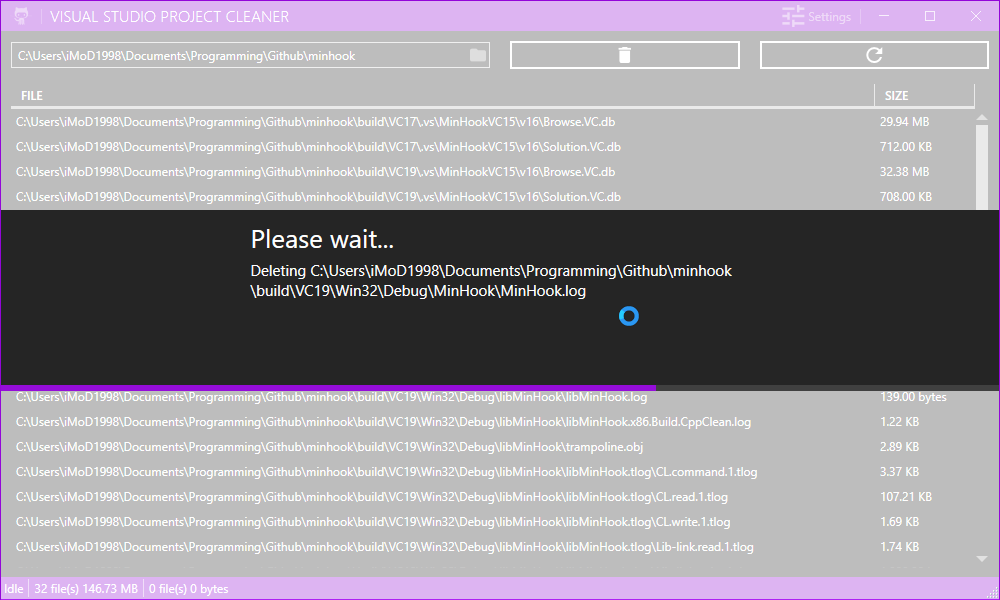 VISUAL STUDIO PROJECT CLEANER Settings
C:\Users\iMoD1998\Documents\Programming\Github\minhook
FILE SIZE
C:\Users\iMoD1998\Documents\Programming\Github\minhook\build\VC17\.vs\MinHookVC15\v16\Browse.VC.db 29.94 MB
C:\Users\iMoD1998\Documents\Programming\Github\minhook\build\VC17\.vs\MinHookVC15\v16\Solution.VC.db 712.00 KB
C:\Users\iMoD1998\Documents\Programming\Github\minhook\build\VC19\.vs\MinHookVC15\v16\Browse.VC.db 32.38 MB
C:\Users\iMoD1998\Documents\Programming\Github\minhook\build\VC19\.vs\MinHookVC15\v16\Solution.VC.db 708.00 KB
Please wait...
Deleting C:\Users\iMoD1998\Documents\Programming\Github\minhook
\build\VC19\Win32\Debug\MinHook\MinHook.log
C:\Users\iMoD1998\Documents\Programming\Github\minhook\build\VC19\Win32\Debug\libMinHook\libMinHook.log 139.00 bytes
C:\Users\iMoD1998\Documents\Programming\Github\minhook\build\VC19\Win32\Debug\libMinHook\libMinHook.x86.Build.CppClean.log 1.22 KB
C:\Users\iMoD1998\Documents\Programming\Github\minhook\build\VC19\Win32\Debug\libMinHook\trampoline.obj 2.89 KB
C:\Users\iMoD1998\Documents\Programming\Github\minhook\build\VC19\Win32\Debug\libMinHook\libMinHook.tlog\CL.command.1.tlog 3.37 KB
C:\Users\iMoD1998\Documents\Programming\Github\minhook\build\VC19\Win32\Debug\libMinHook\libMinHook.tlog\CL.read.1.tlog 107.21 KB
C:\Users\iMoD1998\Documents\Programming\Github\minhook\build\VC19\Win32\Debug\libMinHook\libMinHook.tlog\CL.write.1.tlog 1.69 KB
C:\Users\iMoD1998\Documents\Programming\Github\minhook\build\VC19\Win32\Debug\libMinHook\libMinHook.tlog\Lib-link.read.1.tlog 1.74 KB
Idle 32 file(s) 146.73 MB 0 file(s) 0 bytes